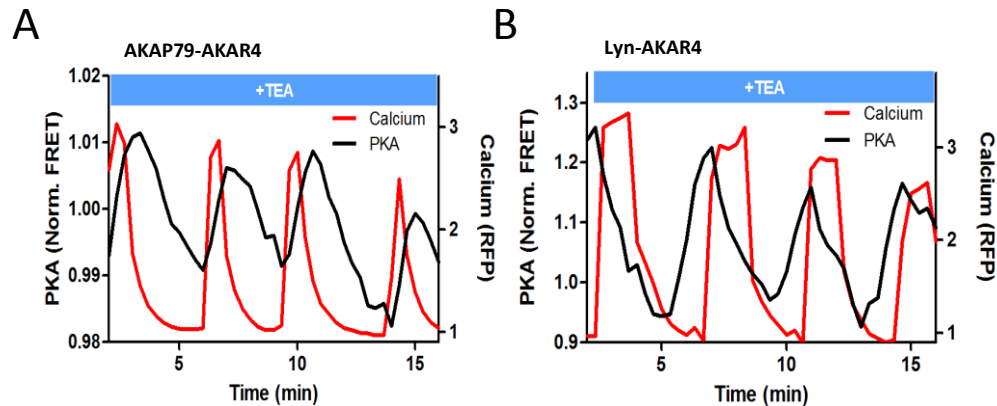 A
AKAP79-AKAR4
+TEA
Calcium
PKA
PKA (Norm. FRET)
1.02
1.01
1.00
0.99
0.98
3
2
1
Calcium (RFP)
5
10
15
Time (min)
B
Lyn-AKAR4
+TEA
Calcium
PKA
PKA (Norm. FRET)
1.3
1.2
1.1
1.0
0.9
3
2
1
Calcium (RFP)
5
10
15
Time (min)